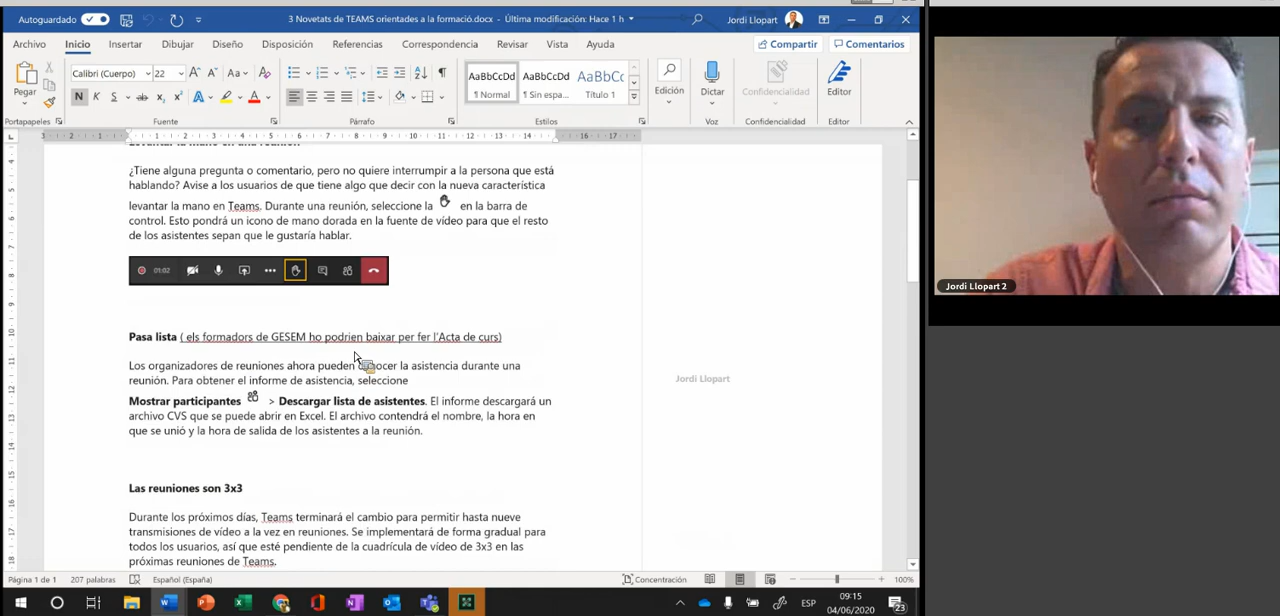 Autoguardado
3 Novetats de TEAMS orientades a la formació.docx - Última modificación: Hace 1 h
Jordi Llopart
Archivo Inicio Insertar Dibujar Diseño Disposición Referencias Correspondencia Revisar Vista Ayuda Compartir Comentarios
Calibri (Cuerpo) 22
Pegar
AaBbCcDd AaBbCcDd AaBbCc
¶ Normal ¶ Sin espa... Título 1
Edición Dictar Confidencialidad Editor
Portapapeles Fuente Párrafo Estilos Voz Confidencialidad Editor
Levantar la mano en una reunión
¿Tiene alguna pregunta o comentario, pero no quiere interrumpir a la persona que está
hablando? Avise a los usuarios de que tiene algo que decir con la nueva característica
levantar la mano en Teams. Durante una reunión, seleccione la en la barra de
control. Esto pondrá un icono de mano dorada en la fuente de vídeo para que el resto
de los asistentes sepan que le gustaría hablar.
01:02
Pasa lista ( els formadors de GESEM ho podrien baixar per fer l'Acta de curs)
Los organizadores de reuniones ahora pueden conocer la asistencia durante una
reunión. Para obtener el informe de asistencia, seleccione
Mostrar participantes > Descargar lista de asistentes. El informe descargará un
archivo CVS que se puede abrir en Excel. El archivo contendrá el nombre, la hora en
que se unió y la hora de salida de los asistentes a la reunión.
Las reuniones son 3x3
Durante los próximos días, Teams terminará el cambio para permitir hasta nueve
transmisiones de vídeo a la vez en reuniones. Se implementará de forma gradual para
todos los usuarios, así que esté pendiente de la cuadrícula de vídeo de 3x3 en las
próximas reuniones de Teams.
Jordi Llopart
Jordi Llopart 2
Página 1 de 1 207 palabras Español (España) Concentración 100%
ESP
09:15
04/06/2020
23